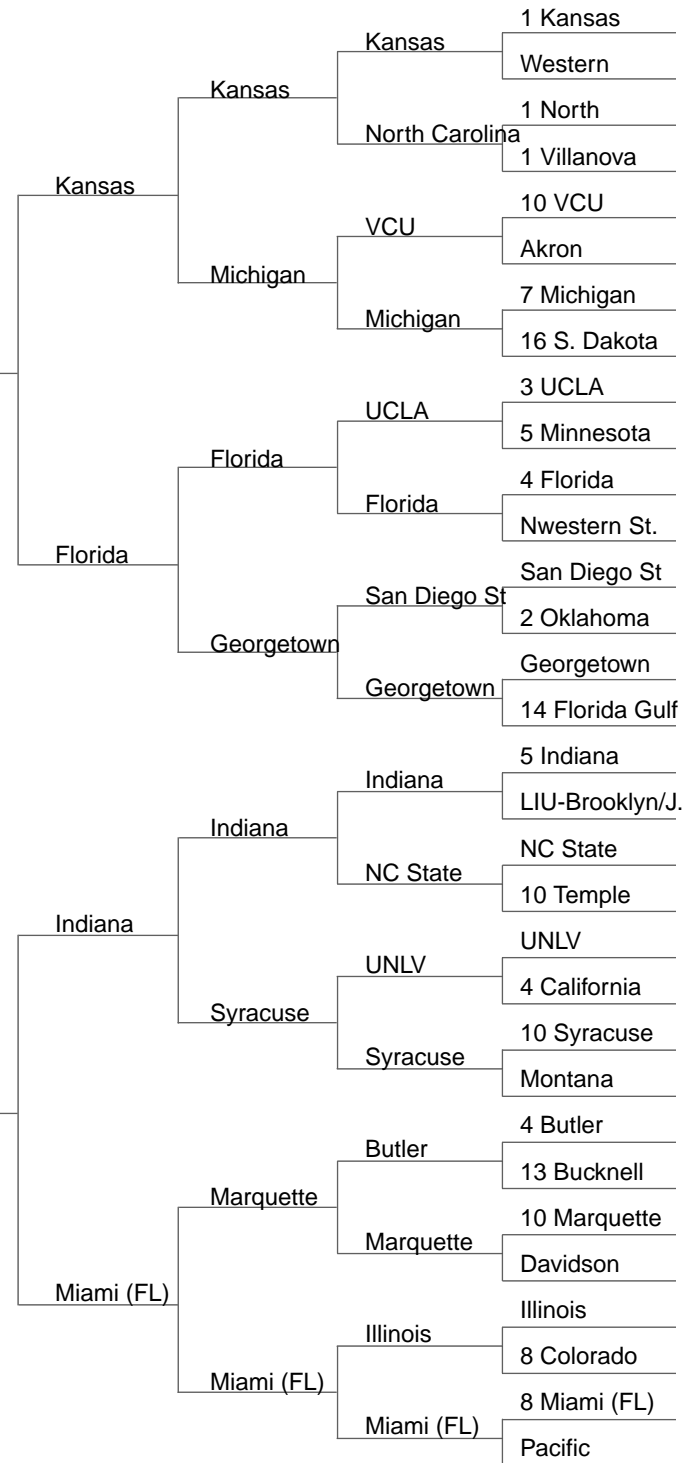 1 Kansas
Kansas
Western
Kansas
1 North
North Carolina
1 Villanova
Kansas
10 VCU
VCU
Akron
Michigan
7 Michigan
Michigan
16 S. Dakota
3 UCLA
UCLA
5 Minnesota
Florida
4 Florida
Florida
Nwestern St.
Florida
San Diego St
San Diego St
2 Oklahoma
Georgetown
Georgetown
Georgetown
14 Florida Gulf
5 Indiana
Indiana
LIU-Brooklyn/J.
Indiana
NC State
NC State
10 Temple
Indiana
UNLV
UNLV
4 California
Syracuse
10 Syracuse
Syracuse
Montana
4 Butler
Butler
13 Bucknell
Marquette
10 Marquette
Marquette
Davidson
Miami (FL)
Illinois
Illinois
8 Colorado
Miami (FL)
8 Miami (FL)
Miami (FL)
Pacific